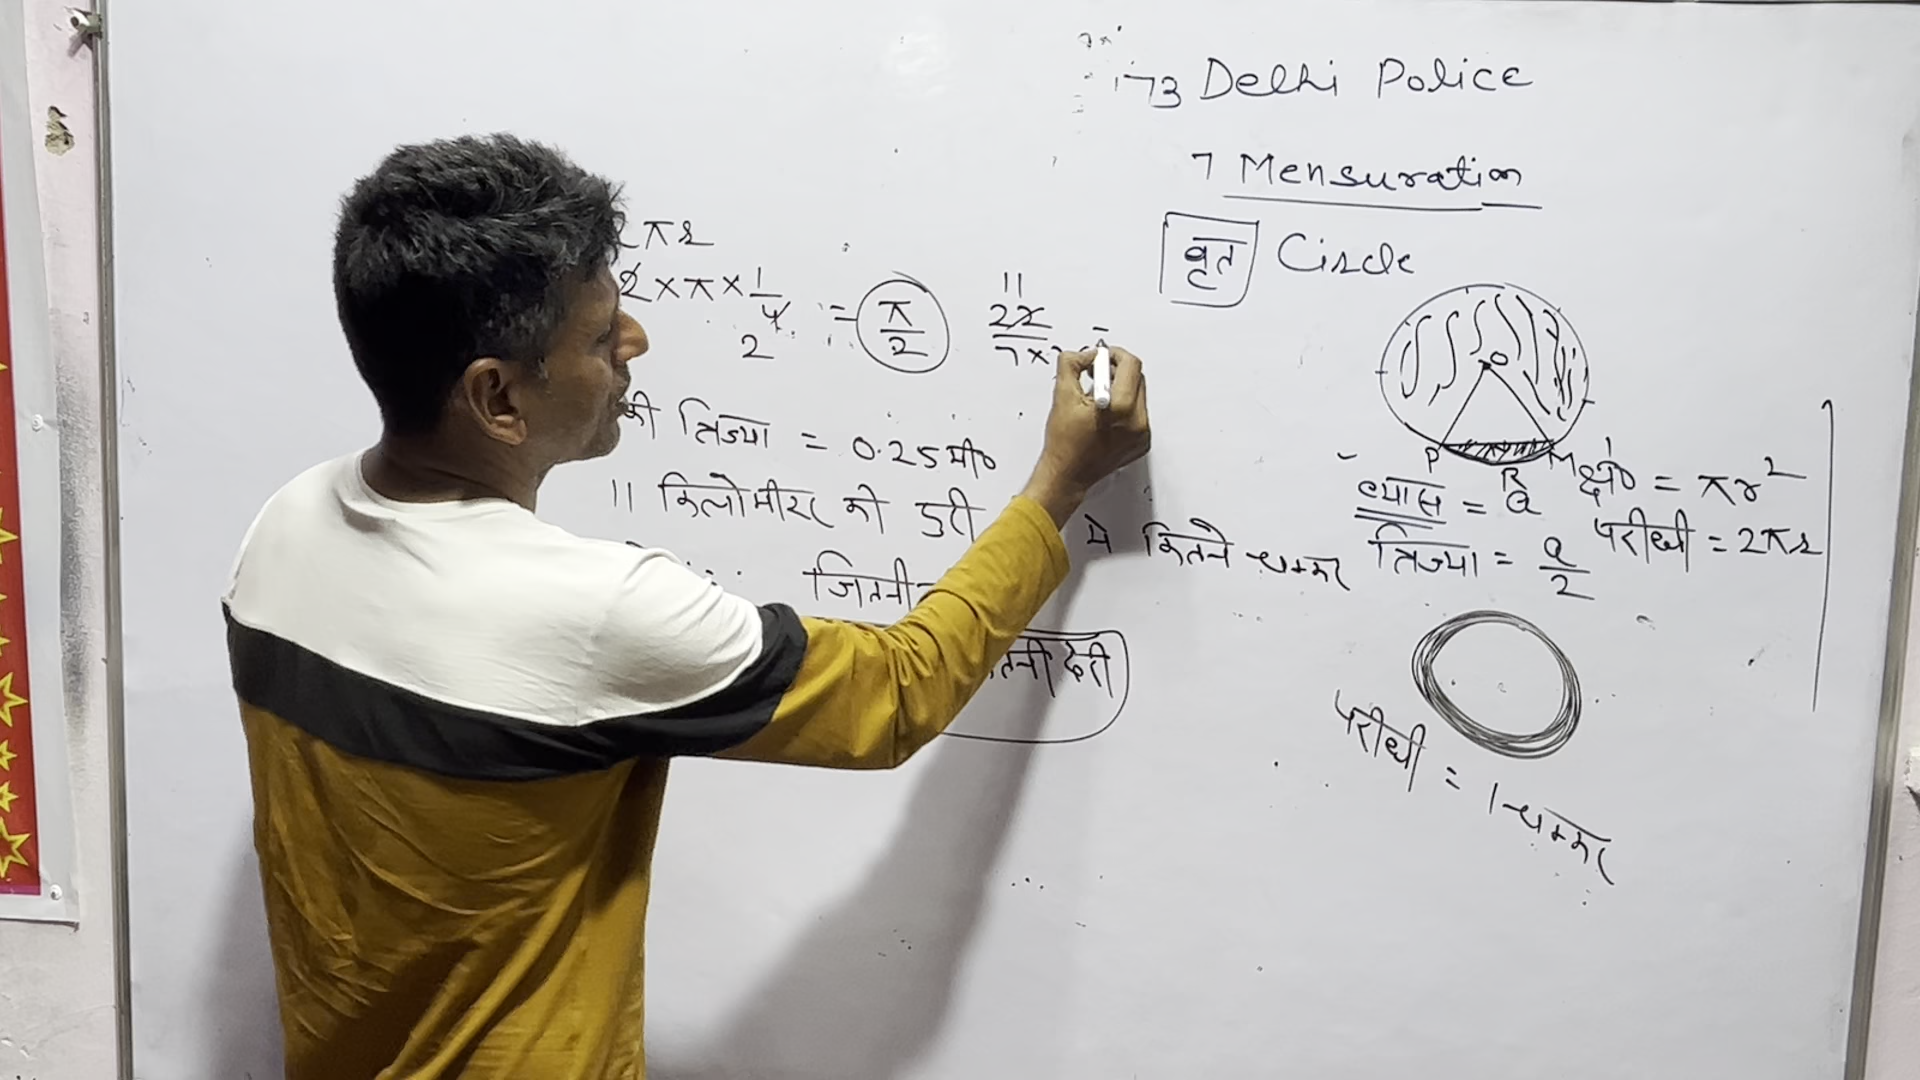 73 Delhi Police
7 Mensuration
वृत Circle
2πr
2×π×1/4 = π/2
2
11
22/7×
की त्रिज्या = 0.25 मी०
11 किलोमीटर की दुरी
मे कितने चक्कर
जितनी
देरी
O
P R M
व्यास = a
त्रिज्या = a/2
क्षे० = πr²
परीधी = 2πr
परीधी = 1 चक्कर